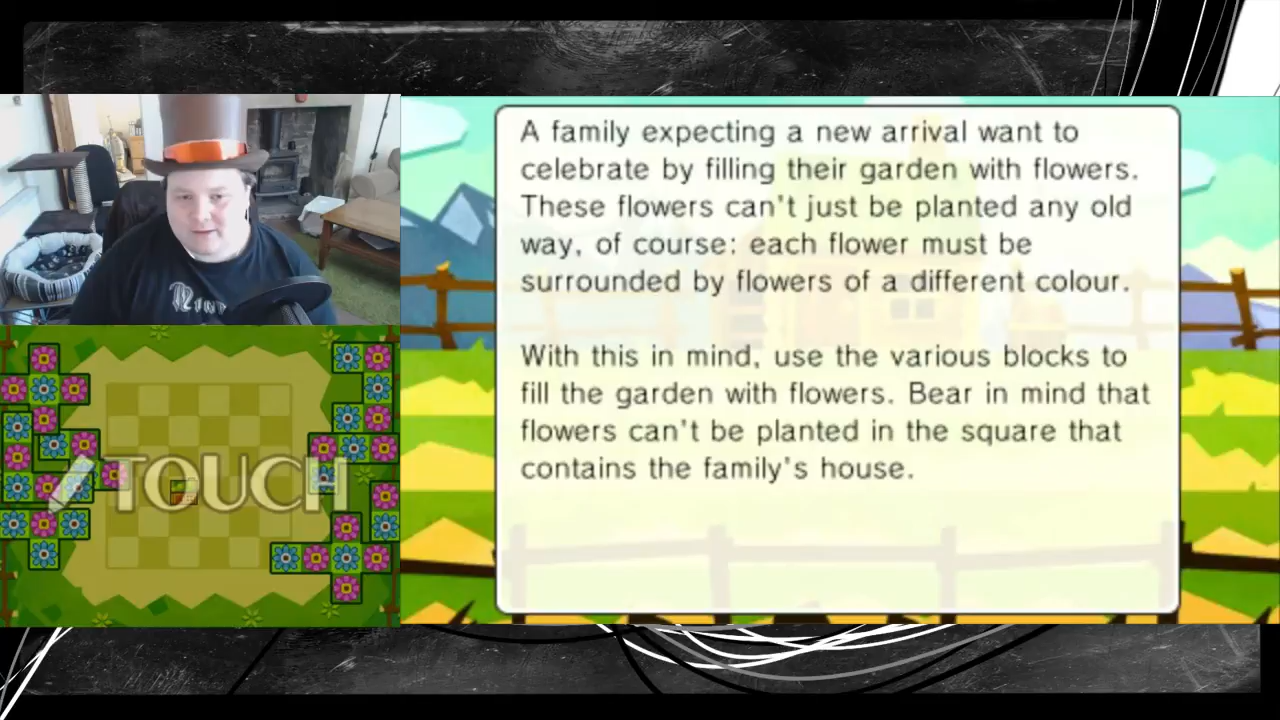 A family expecting a new arrival want to
celebrate by filling their garden with flowers.
These flowers can't just be planted any old
way, of course: each flower must be
surrounded by flowers of a different colour.
With this in mind, use the various blocks to
fill the garden with flowers. Bear in mind that
flowers can't be planted in the square that
contains the family's house.
TOUCH